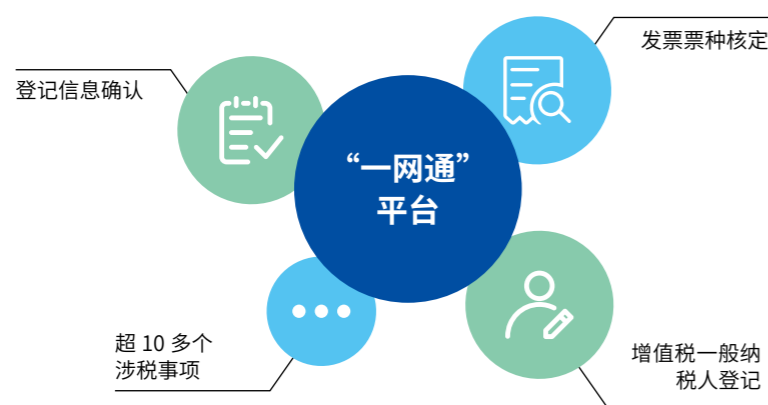 发票票种核定
登记信息确认
“一网通”
平台
超 10 多个
涉税事项
增值税一般纳
税人登记